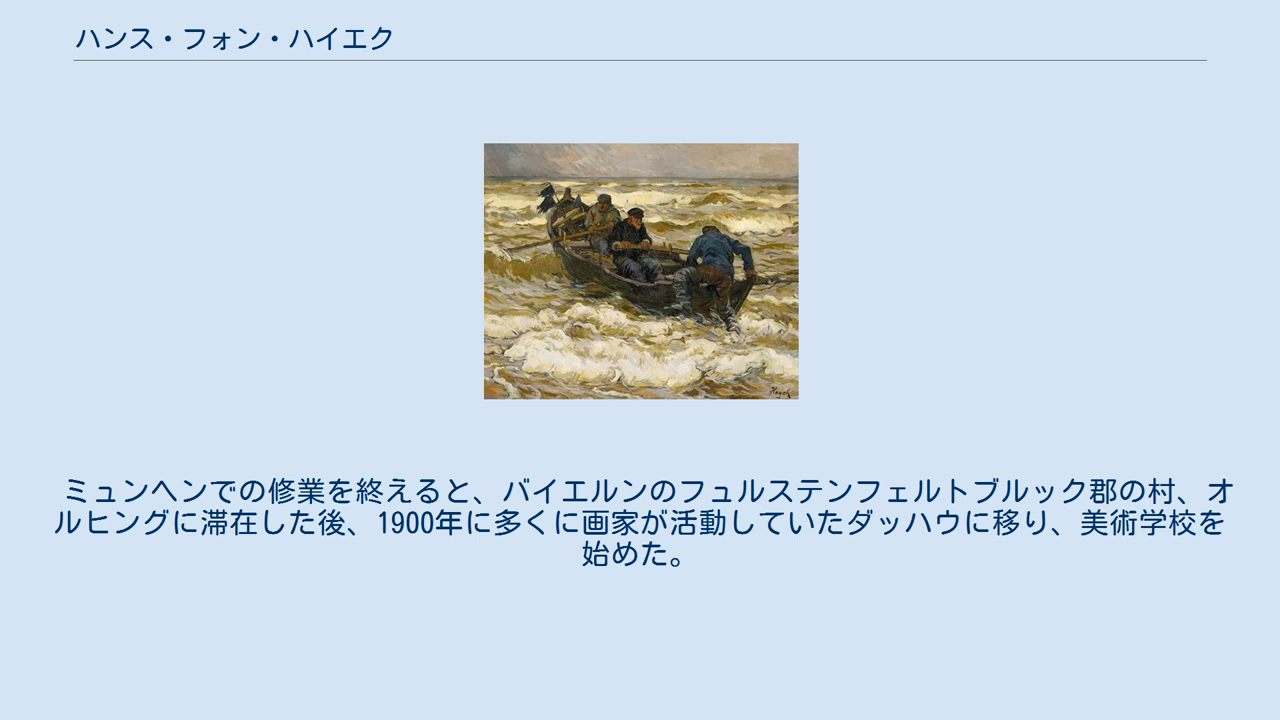 ハンス・フォン・ハイエク
Hayek
ミュンヘンでの修業を終えると、バイエルンのフュルステンフェルトブルック郡の村、オ
ルヒングに滞在した後、1900年に多くに画家が活動していたダッハウに移り、美術学校を
始めた。